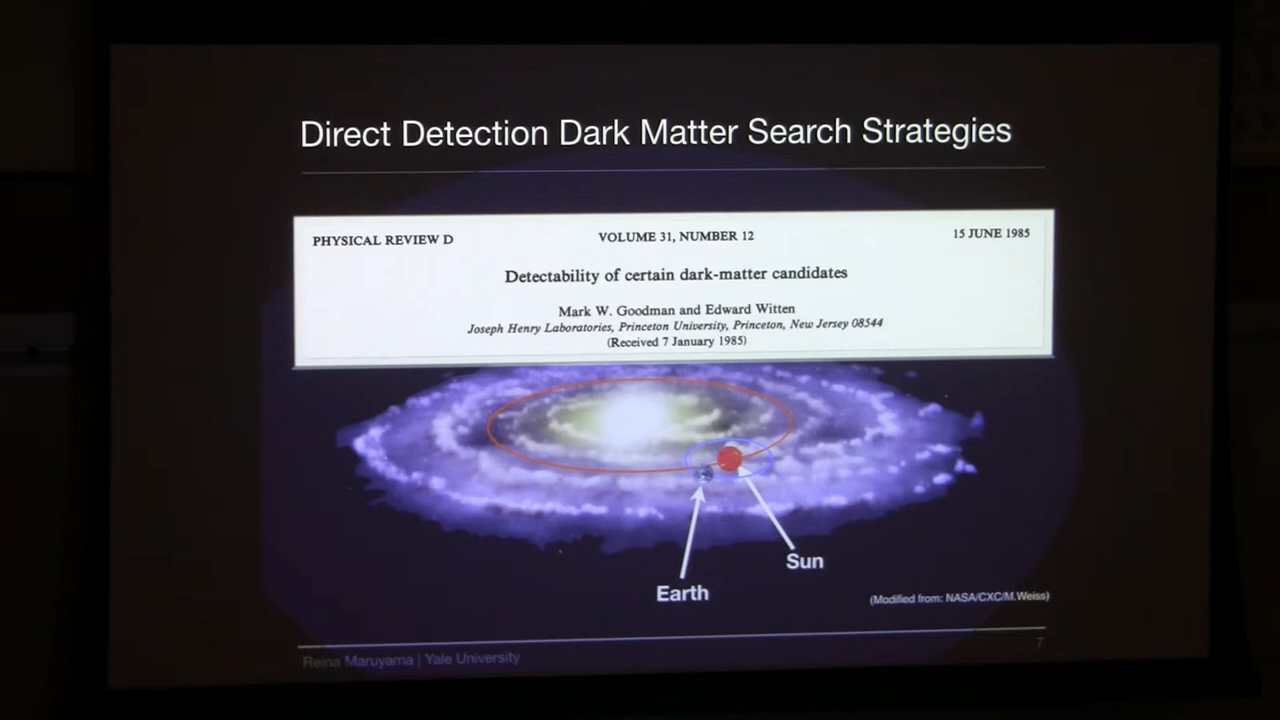 Direct Detection Dark Matter Search Strategies
PHYSICAL REVIEW D VOLUME 31, NUMBER 12 15 JUNE 1985
Detectability of certain dark-matter candidates
Mark W. Goodman and Edward Witten
Joseph Henry Laboratories, Princeton University, Princeton, New Jersey 08544
(Received 7 January 1985)
Sun
Earth
(Modified from: NASA/CXC/M.Weiss)
7
Reina Maruyama | Yale University